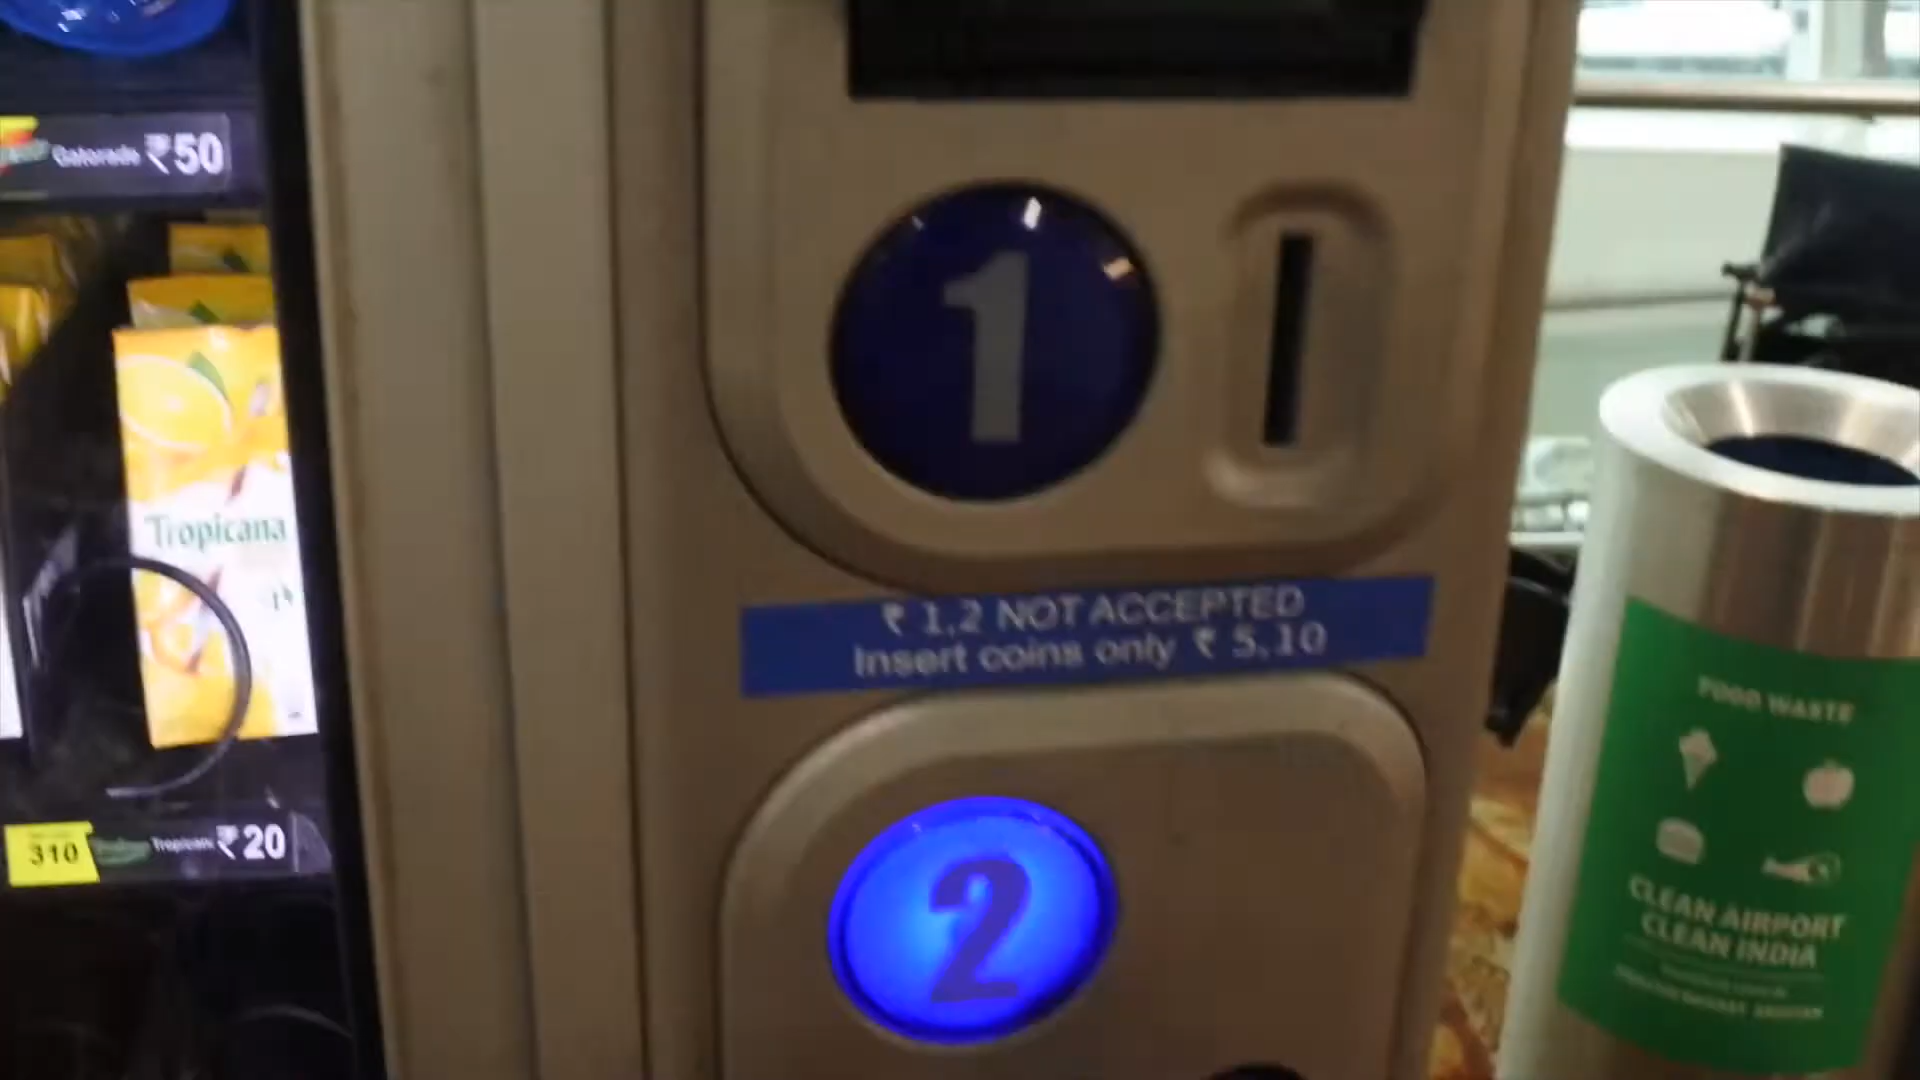 Gatorade ₹50
Tropicana
310 Tropicana ₹20
1
₹ 1,2 NOT ACCEPTED
Insert coins only ₹ 5,10
2
FOOD WASTE
CLEAN AIRPORT
CLEAN INDIA